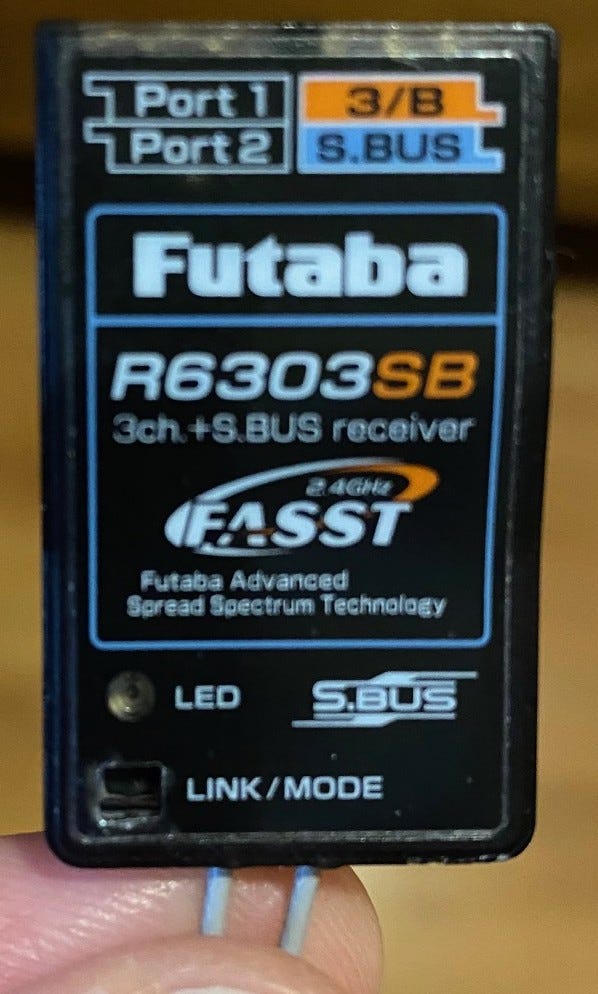 Port 1 3/B
Port 2 S.BUS
Futaba
R6303SB
3ch.+S.BUS receiver
2.4GHz
FASST
Futaba Advanced
Spread Spectrum Technology
LED S.BUS
LINK/MODE